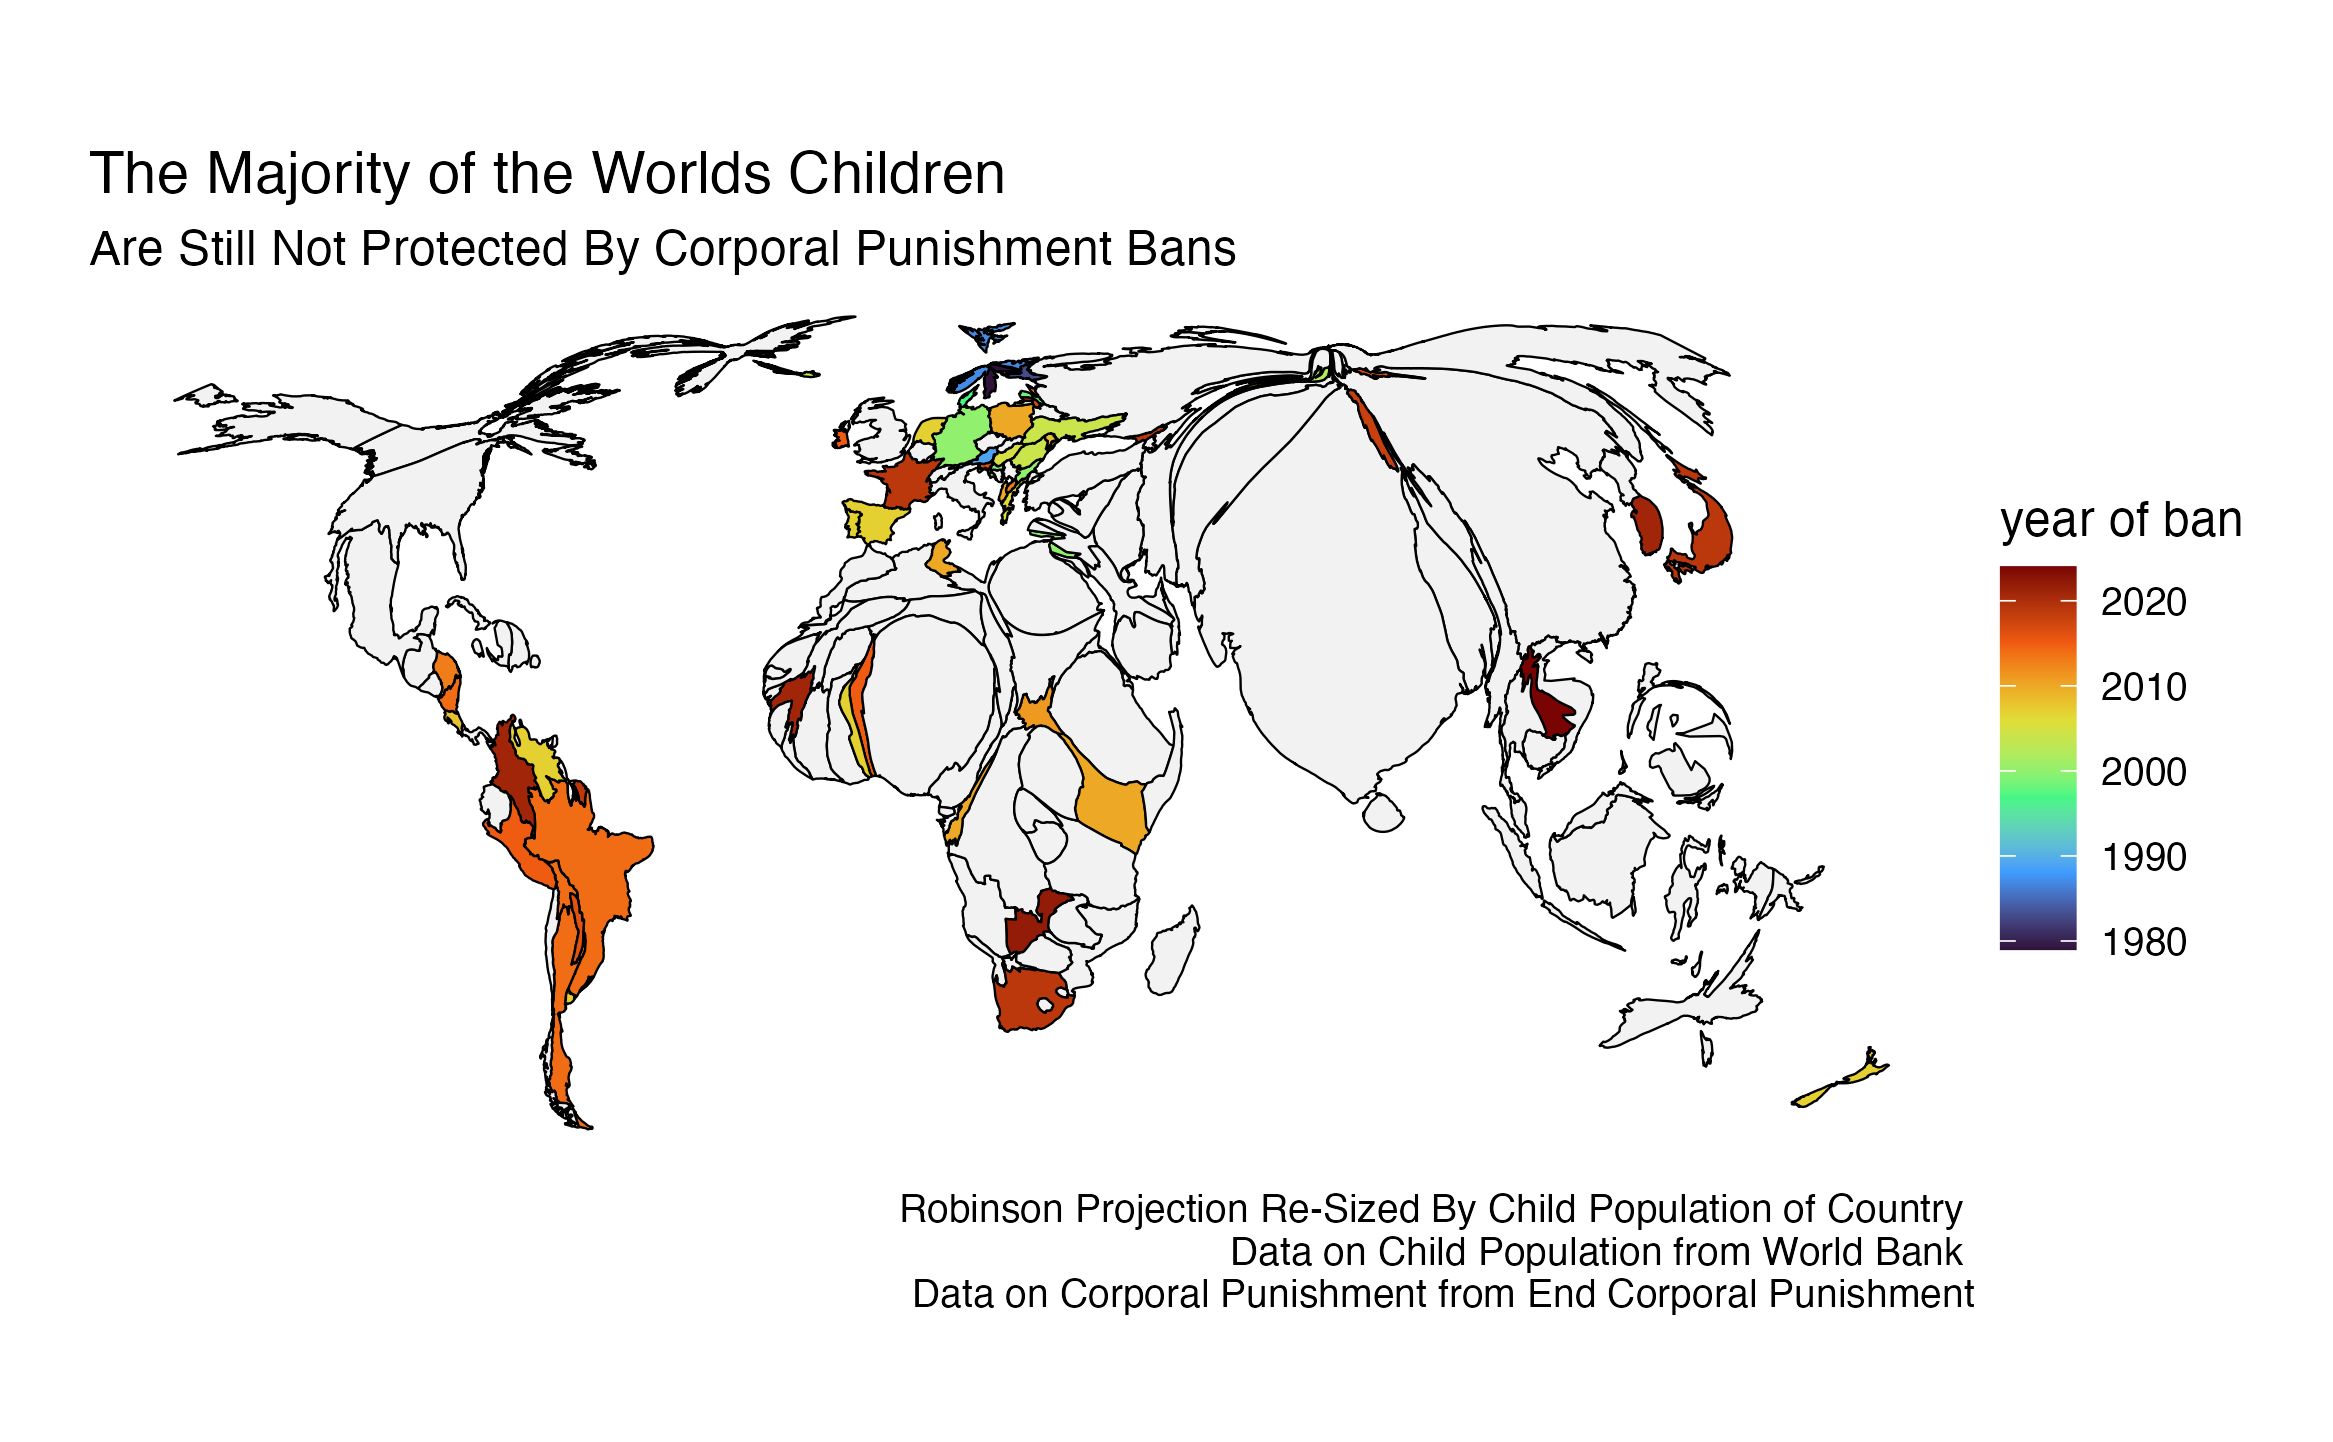 The Majority of the Worlds Children
Are Still Not Protected By Corporal Punishment Bans
year of ban
2020
2010
2000
1990
1980
Robinson Projection Re-Sized By Child Population of Country
Data on Child Population from World Bank
Data on Corporal Punishment from End Corporal Punishment